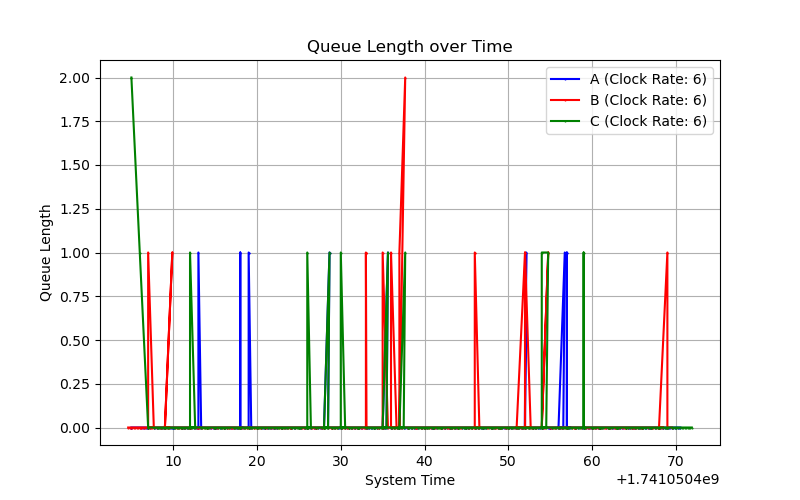 Queue Length over Time
A (Clock Rate: 6)
B (Clock Rate: 6)
C (Clock Rate: 6)
Queue Length
2.00
1.75
1.50
1.25
1.00
0.75
0.50
0.25
0.00
10 20 30 40 50 60 70
System Time
+1.7410504e9